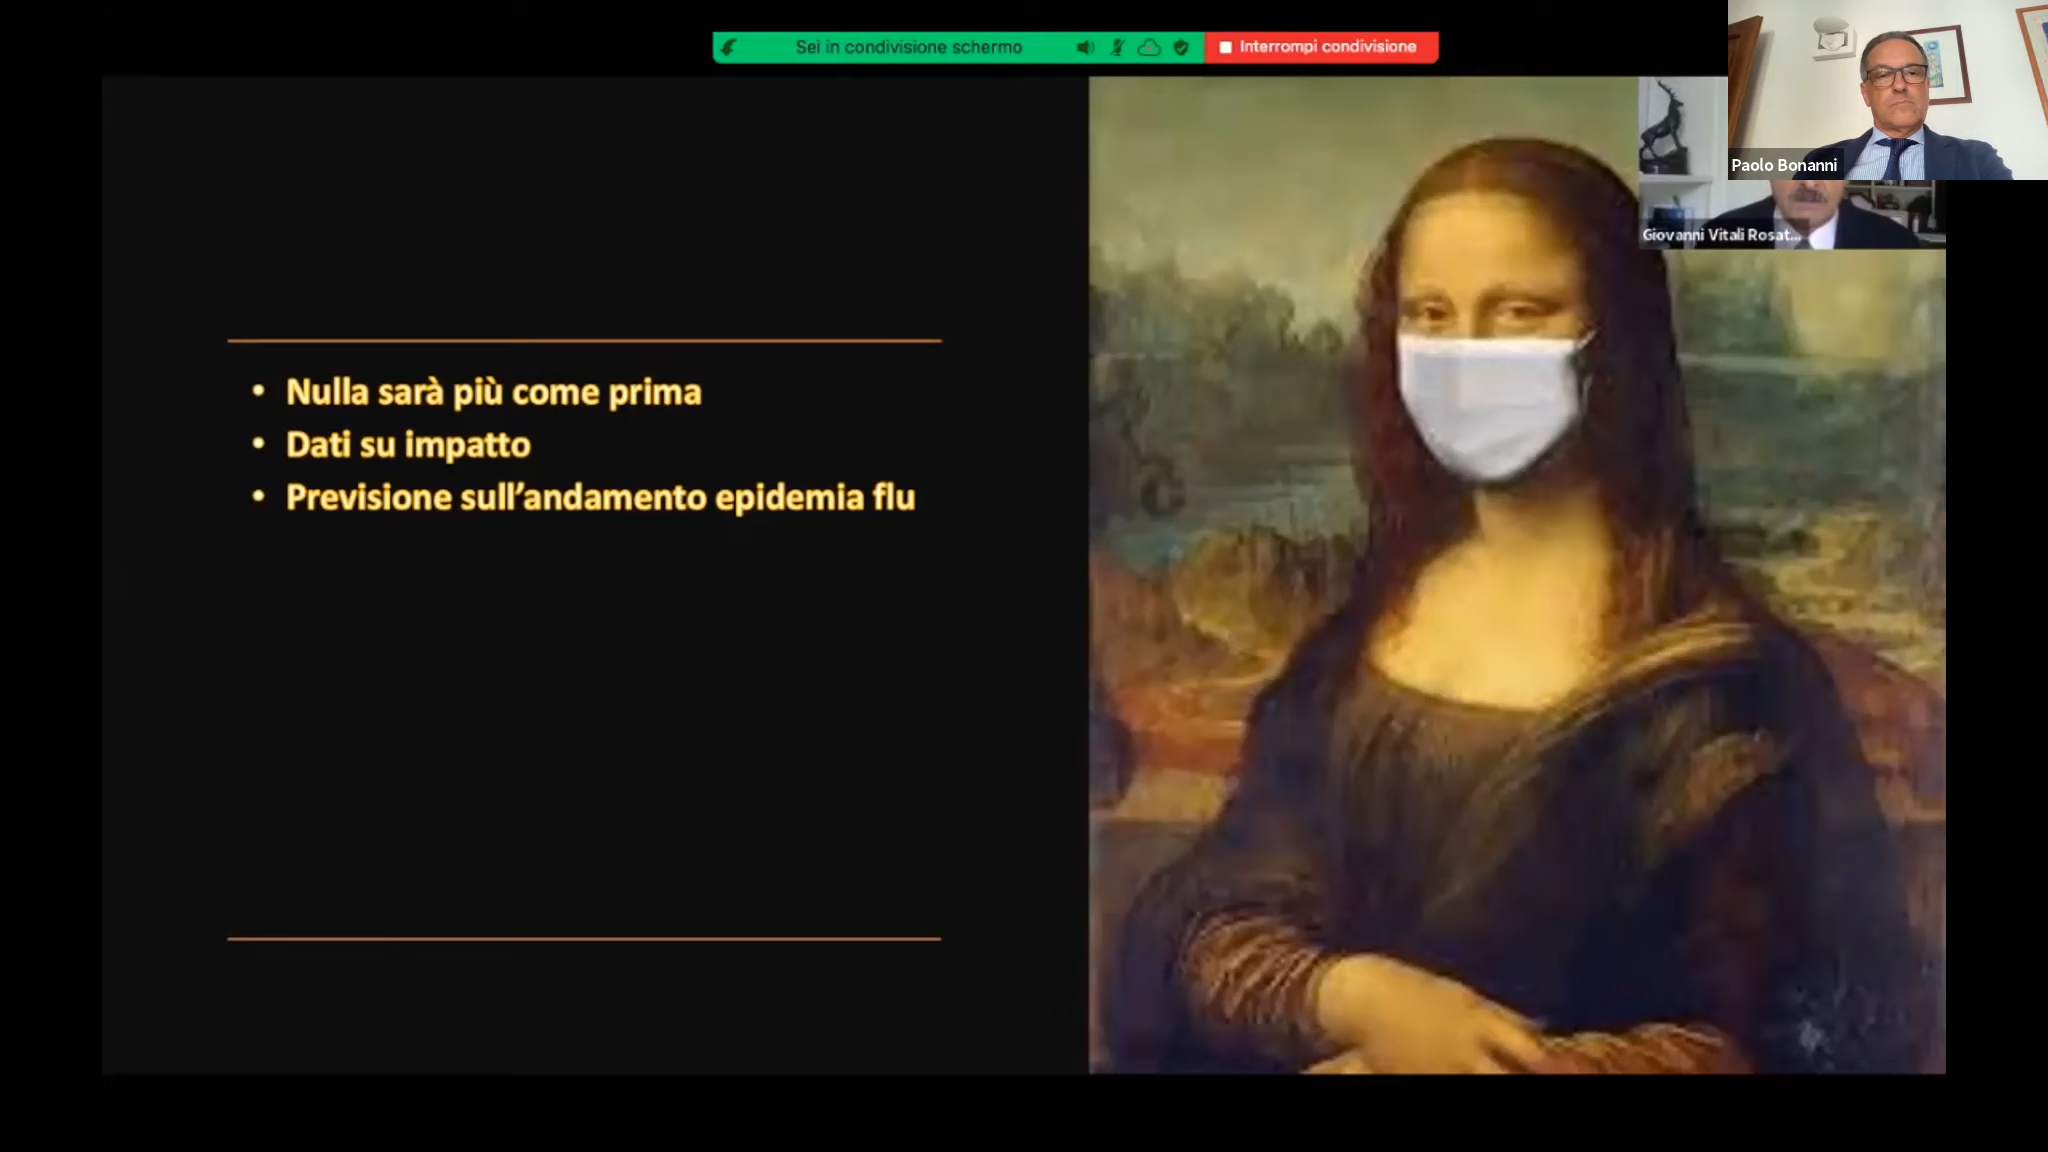 Sei in condivisione schermo
Interrompi condivisione
Paolo Bonanni
Giovanni Vitali Rosat...
• Nulla sarà più come prima
• Dati su impatto
• Previsione sull’andamento epidemia flu